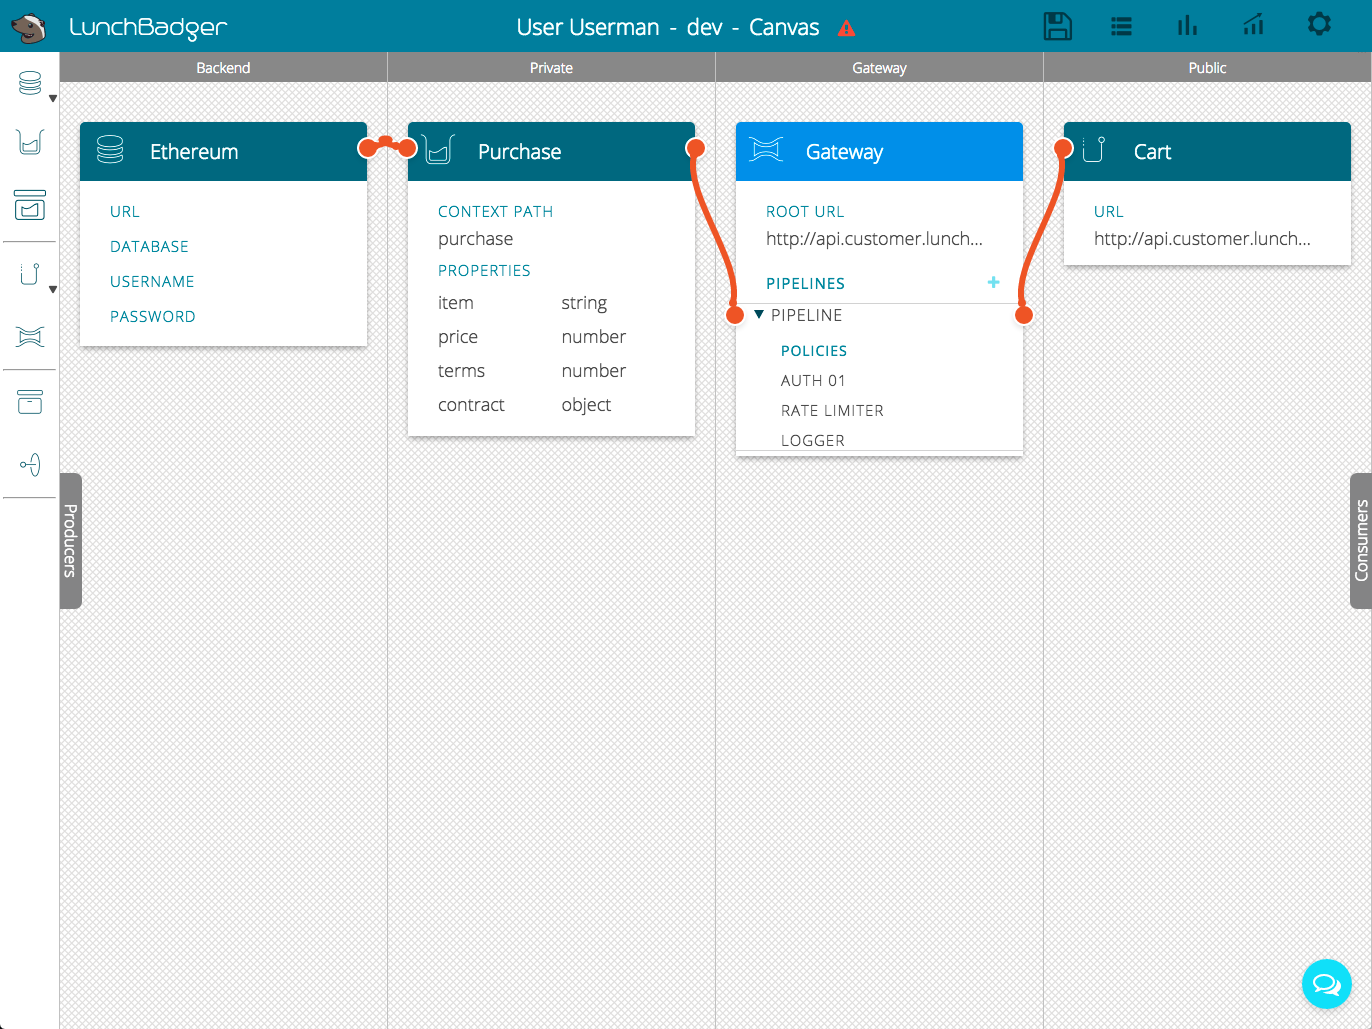 LunchBadger
User Userman - dev - Canvas
Backend
Private
Gateway
Public
Ethereum
URL
DATABASE
USERNAME
PASSWORD
Purchase
CONTEXT PATH
purchase
PROPERTIES
item string
price number
terms number
contract object
Gateway
ROOT URL
http://api.customer.lunch...
PIPELINES
PIPELINE
POLICIES
AUTH 01
RATE LIMITER
LOGGER
Cart
URL
http://api.customer.lunch...
Producers
Consumers